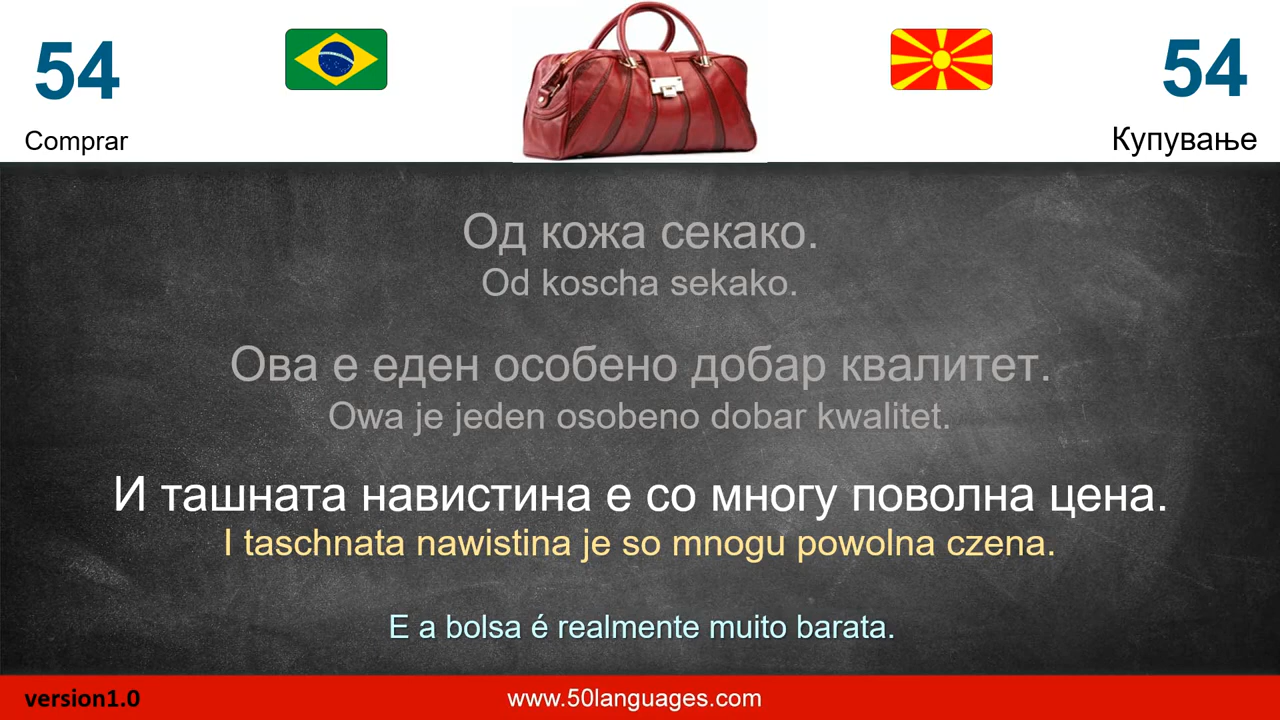 54
54
Comprar
Купување
Од кожа секако.
Od koscha sekako.
Ова е еден особено добар квалитет.
Owa je jeden osobeno dobar kwalitet.
И ташната навистина е со многу поволна цена.
I taschnata nawistina je so mnogu powolna czena.
E a bolsa é realmente muito barata.
version1.0
www.50languages.com